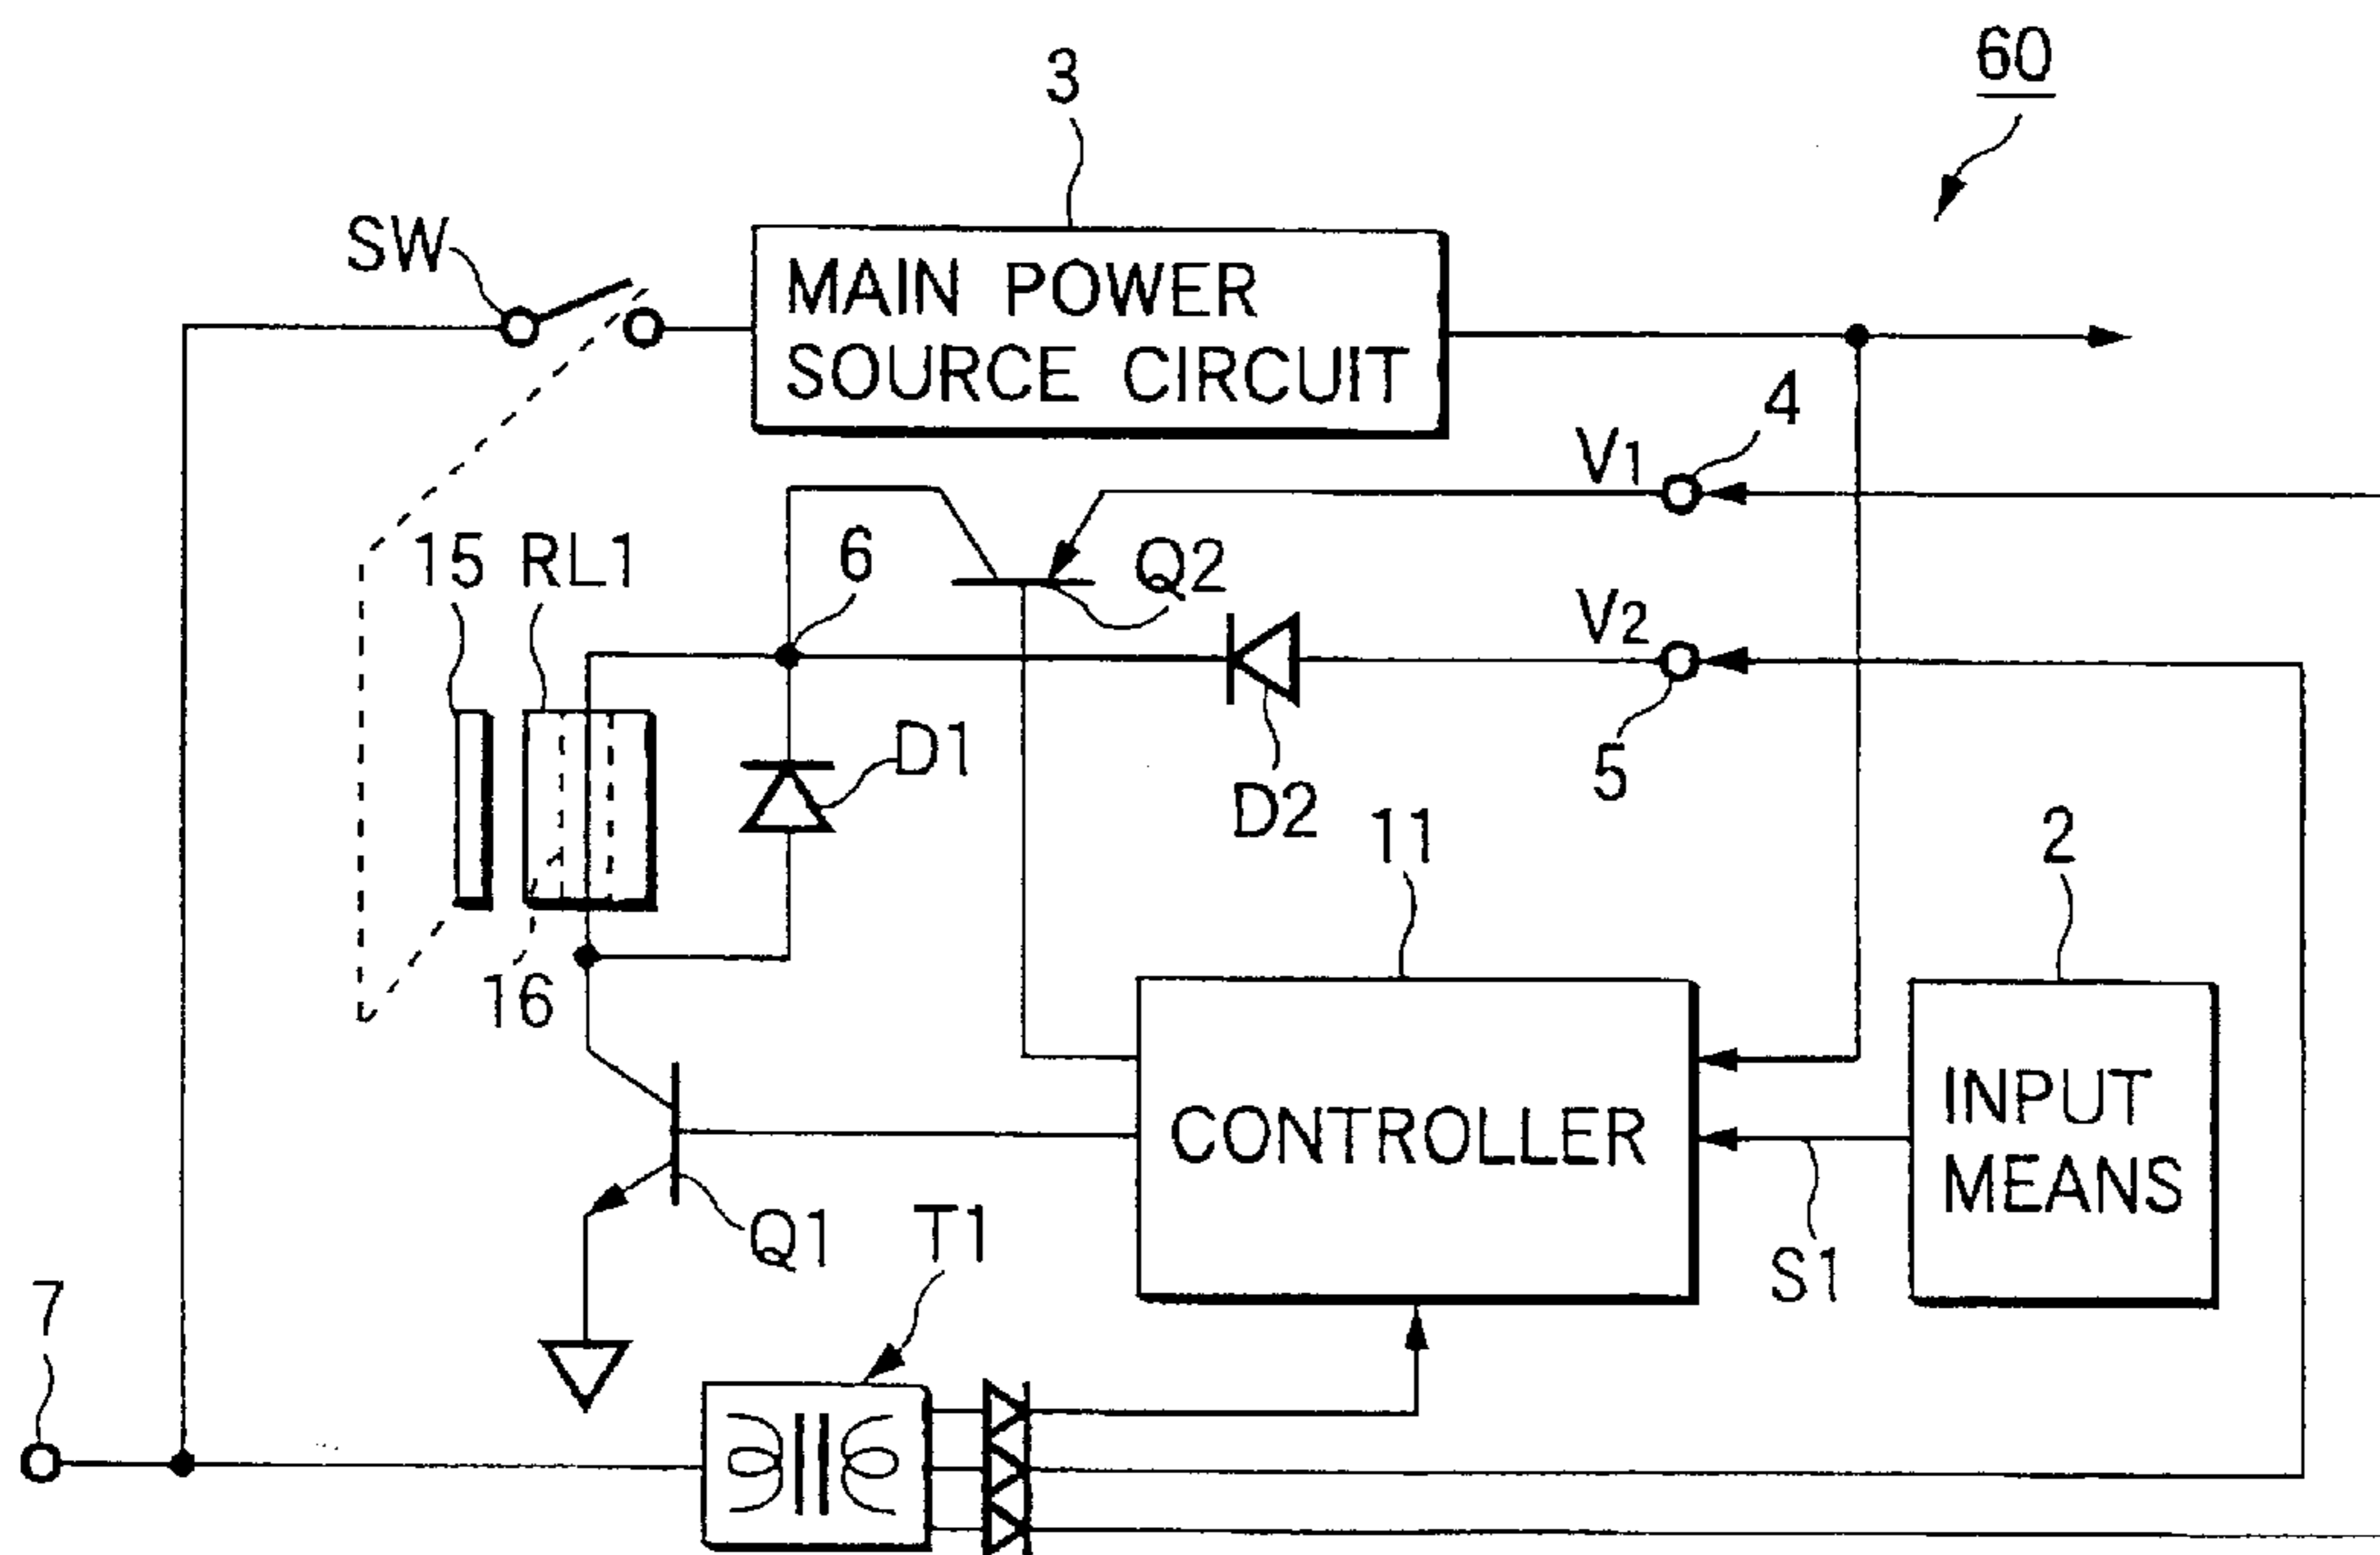 60
3
SW
MAIN POWER
SOURCE CIRCUIT
4
V1
15 RL1
6
Q2
V2
D1
5
D2
11
2
16
INPUT
MEANS
CONTROLLER
Q1
T1
S1
7